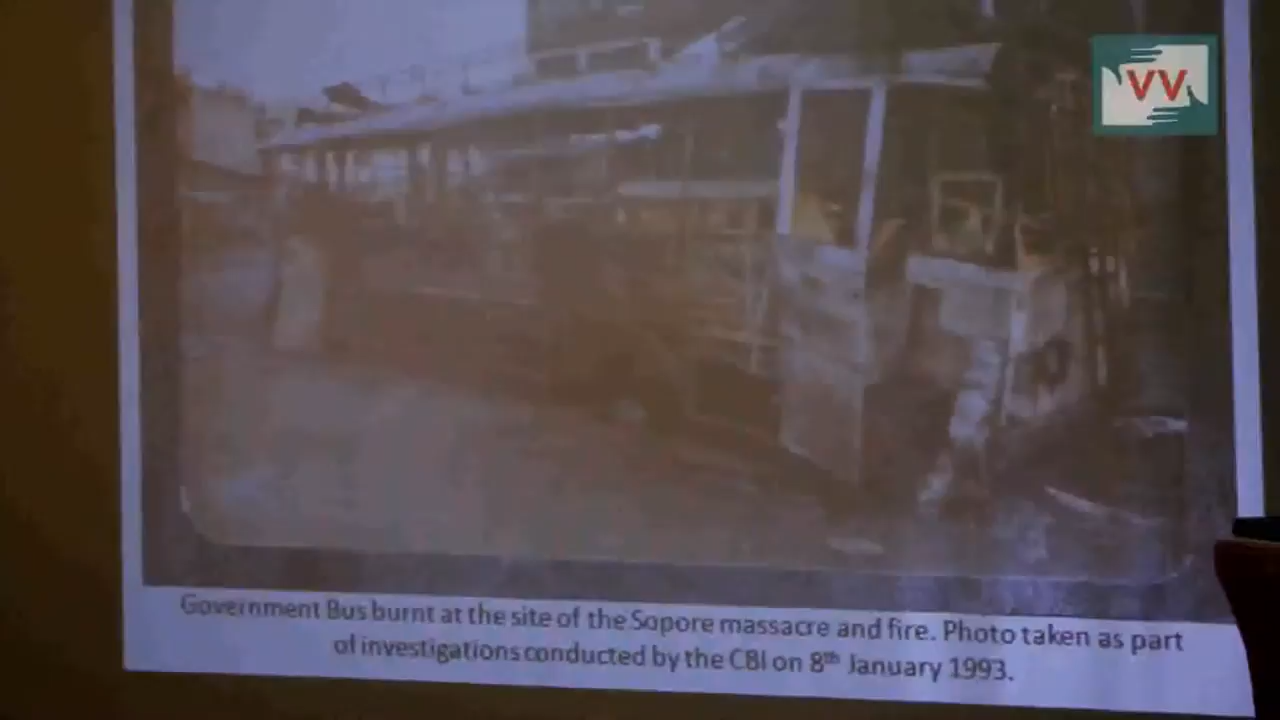 VV
Government Bus burnt at the site of the Sopore massacre and fire. Photo taken as part
of investigations conducted by the CBI on 8th January 1993.